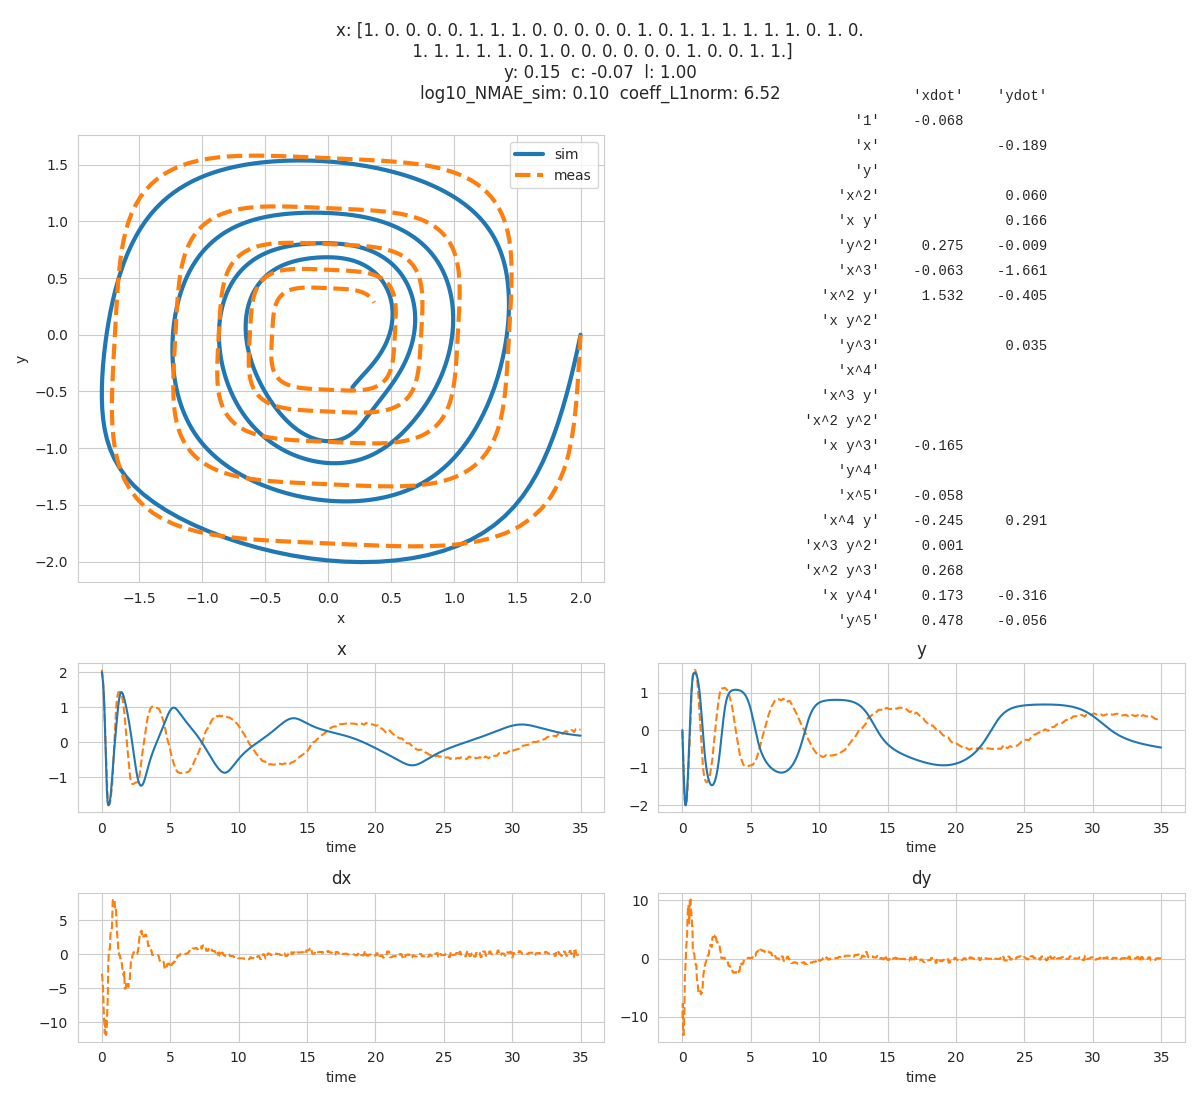 x: [1. 0. 0. 0. 0. 1. 1. 1. 0. 0. 0. 0. 0. 1. 0. 1. 1. 1. 1. 1. 1. 0. 1. 0.
1. 1. 1. 1. 1. 0. 1. 0. 0. 0. 0. 0. 0. 1. 0. 0. 1. 1.]
y: 0.15 c: -0.07 l: 1.00
log10_NMAE_sim: 0.10 coeff_L1norm: 6.52
'xdot' 'ydot'
'1' -0.068
'x' -0.189
'y'
'x^2' 0.060
'x y' 0.166
'y^2' 0.275 -0.009
'x^3' -0.063 -1.661
'x^2 y' 1.532 -0.405
'x y^2'
'y^3' 0.035
'x^4'
'x^3 y'
'x^2 y^2'
'x y^3' -0.165
'y^4'
'x^5' -0.058
'x^4 y' -0.245 0.291
'x^3 y^2' 0.001
'x^2 y^3' 0.268
'x y^4' 0.173 -0.316
'y^5' 0.478 -0.056
sim
meas
1.5
1.0
0.5
0.0
−0.5
−1.0
−1.5
−2.0
y
−1.5 −1.0 −0.5 0.0 0.5 1.0 1.5 2.0
x
x
2
1
0
−1
0 5 10 15 20 25 30 35
time
y
1
0
−1
−2
0 5 10 15 20 25 30 35
time
dx
5
0
−5
−10
0 5 10 15 20 25 30 35
time
dy
10
0
−10
0 5 10 15 20 25 30 35
time